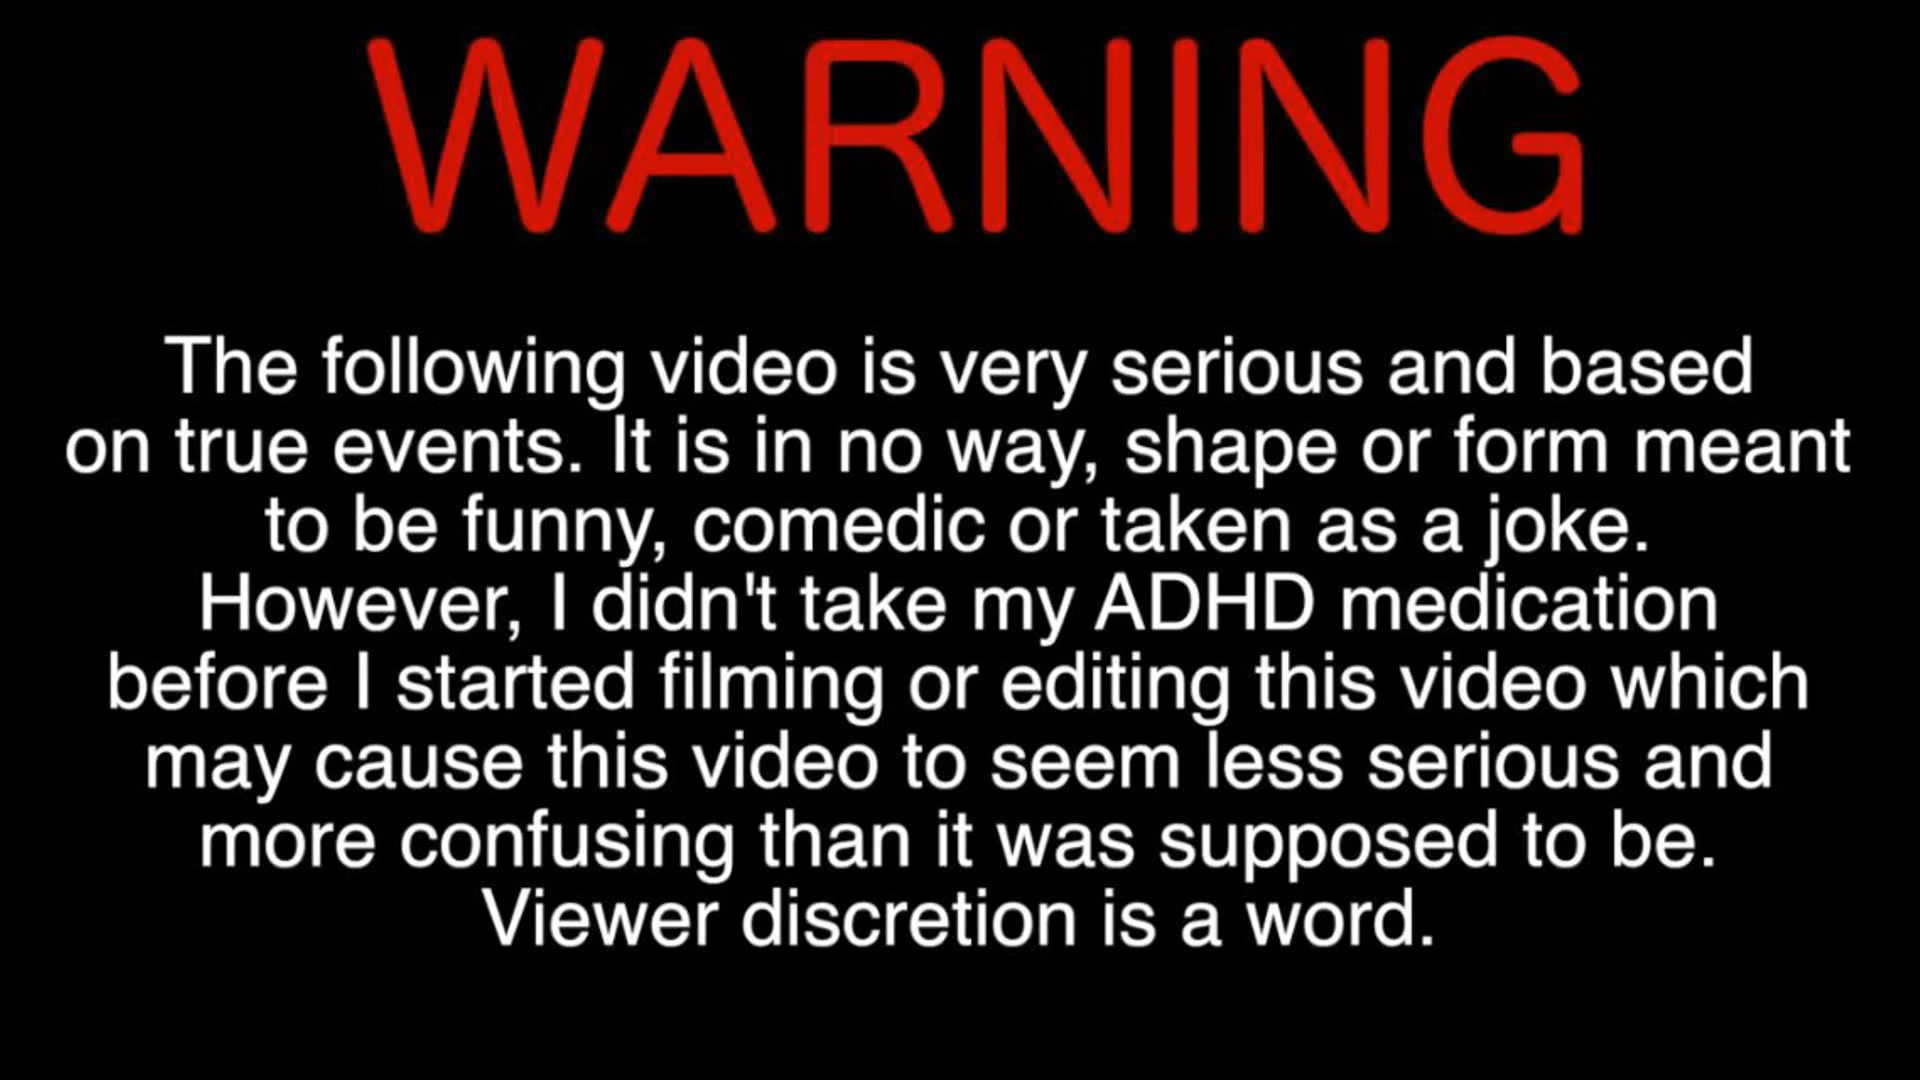 WARNING
The following video is very serious and based
on true events. It is in no way, shape or form meant
to be funny, comedic or taken as a joke.
However, I didn't take my ADHD medication
before I started filming or editing this video which
may cause this video to seem less serious and
more confusing than it was supposed to be.
Viewer discretion is a word.